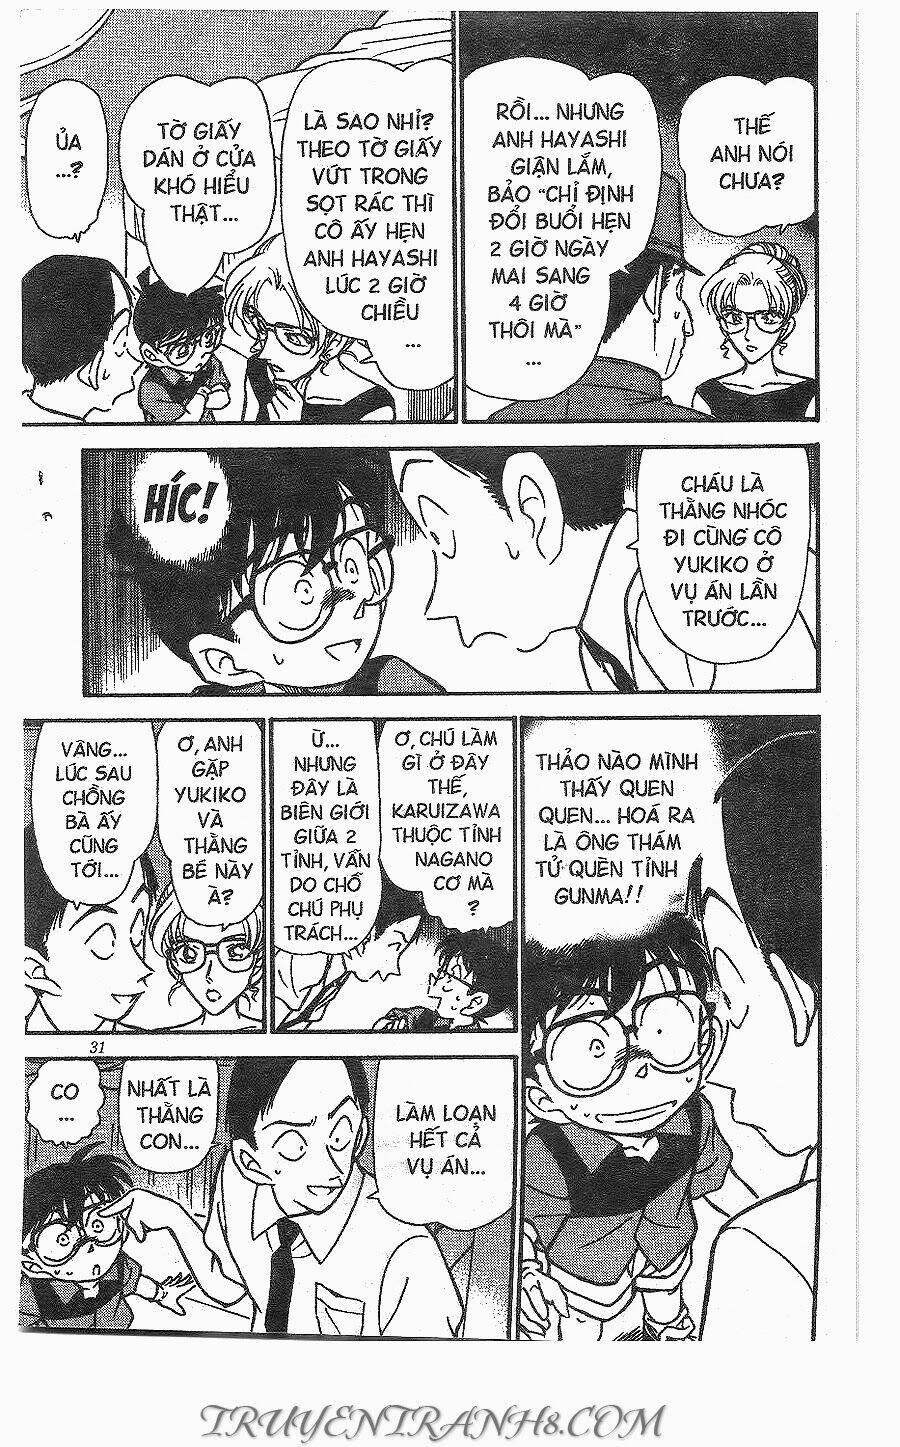 THẾ
ANH NÓI
CHƯA?
RỒI... NHƯNG
ANH HAYASHI
GIẬN LẮM,
BẢO "CHỈ ĐỊNH
ĐỔI BUỔI HẸN
2 GIỜ NGÀY
MAI SANG
4 GIỜ
THÔI MÀ"
...
LÀ SAO NHỈ?
THEO TỜ GIẤY
VỨT TRONG
SỌT RÁC THÌ
CÔ ẤY HẸN
ANH HAYASHI
LÚC 2 GIỜ
CHIỀU
...
TỜ GIẤY
DÁN Ở CỬA
KHÓ HIỂU
THẬT...
ỦA
...?
CHÁU LÀ
THẰNG NHÓC
ĐI CÙNG CÔ
YUKIKO Ở
VỤ ÁN LẦN
TRƯỚC...
HÍC!
THẢO NÀO MÌNH
THẤY QUEN
QUEN... HOÁ RA
LÀ ÔNG THÁM
TỬ QUÈN TỈNH
GUNMA!!
Ơ, CHÚ LÀM
GÌ Ở ĐÂY
THẾ,
KARUIZAWA
THUỘC TỈNH
NAGANO
CƠ MÀ
?
Ừ...
NHƯNG
ĐÂY LÀ
BIÊN GIỚI
GIỮA 2
TỈNH, VẪN
DO CHỖ
CHÚ PHỤ
TRÁCH...
Ơ, ANH
GẶP
YUKIKO
VÀ
THẰNG
BÉ NÀY
À?
VÂNG...
LÚC SAU
CHỒNG
BÀ ẤY
CŨNG
TỚI...
31
LÀM LOẠN
HẾT CẢ
VỤ ÁN...
NHẤT LÀ
THẰNG
CON...
CO
...
TRUYENTRANH8.COM